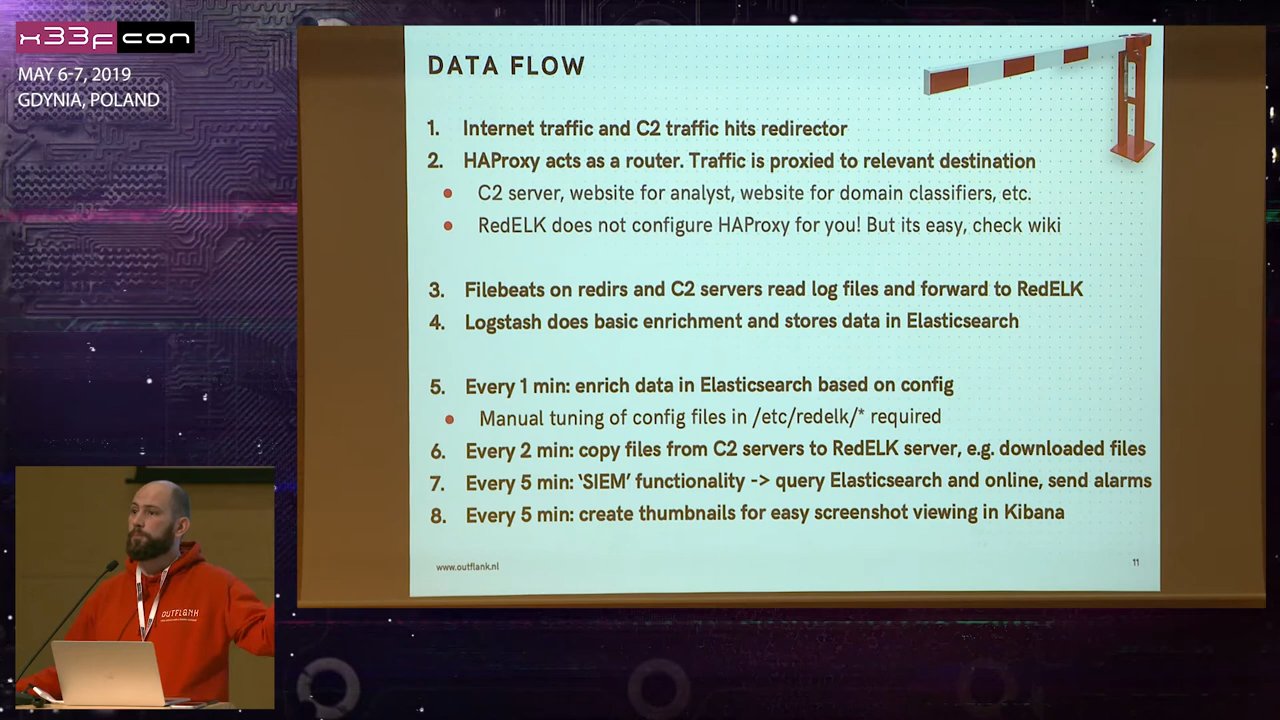 x33fcon
MAY 6-7, 2019
GDYNIA, POLAND
DATA FLOW
1. Internet traffic and C2 traffic hits redirector
2. HAProxy acts as a router. Traffic is proxied to relevant destination
• C2 server, website for analyst, website for domain classifiers, etc.
• RedELK does not configure HAProxy for you! But its easy, check wiki
3. Filebeats on redirs and C2 servers read log files and forward to RedELK
4. Logstash does basic enrichment and stores data in Elasticsearch
5. Every 1 min: enrich data in Elasticsearch based on config
• Manual tuning of config files in /etc/redelk/* required
6. Every 2 min: copy files from C2 servers to RedELK server, e.g. downloaded files
7. Every 5 min: ‘SIEM’ functionality -> query Elasticsearch and online, send alarms
8. Every 5 min: create thumbnails for easy screenshot viewing in Kibana
www.outflank.nl
11
OUTFLANK